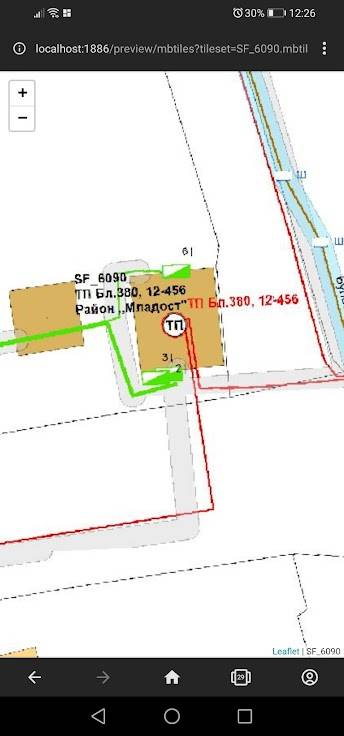 30% 12:26
localhost:1886/preview/mbtiles?tileset=SF_6090.mbtil
+
−
Ш
Ш
6|
SF_6090
ТП Бл.380, 12-456
Район ,,Младост"
ТП Бл.380, 12-456
ТП
3|
2
Leaflet | SF_6090
29